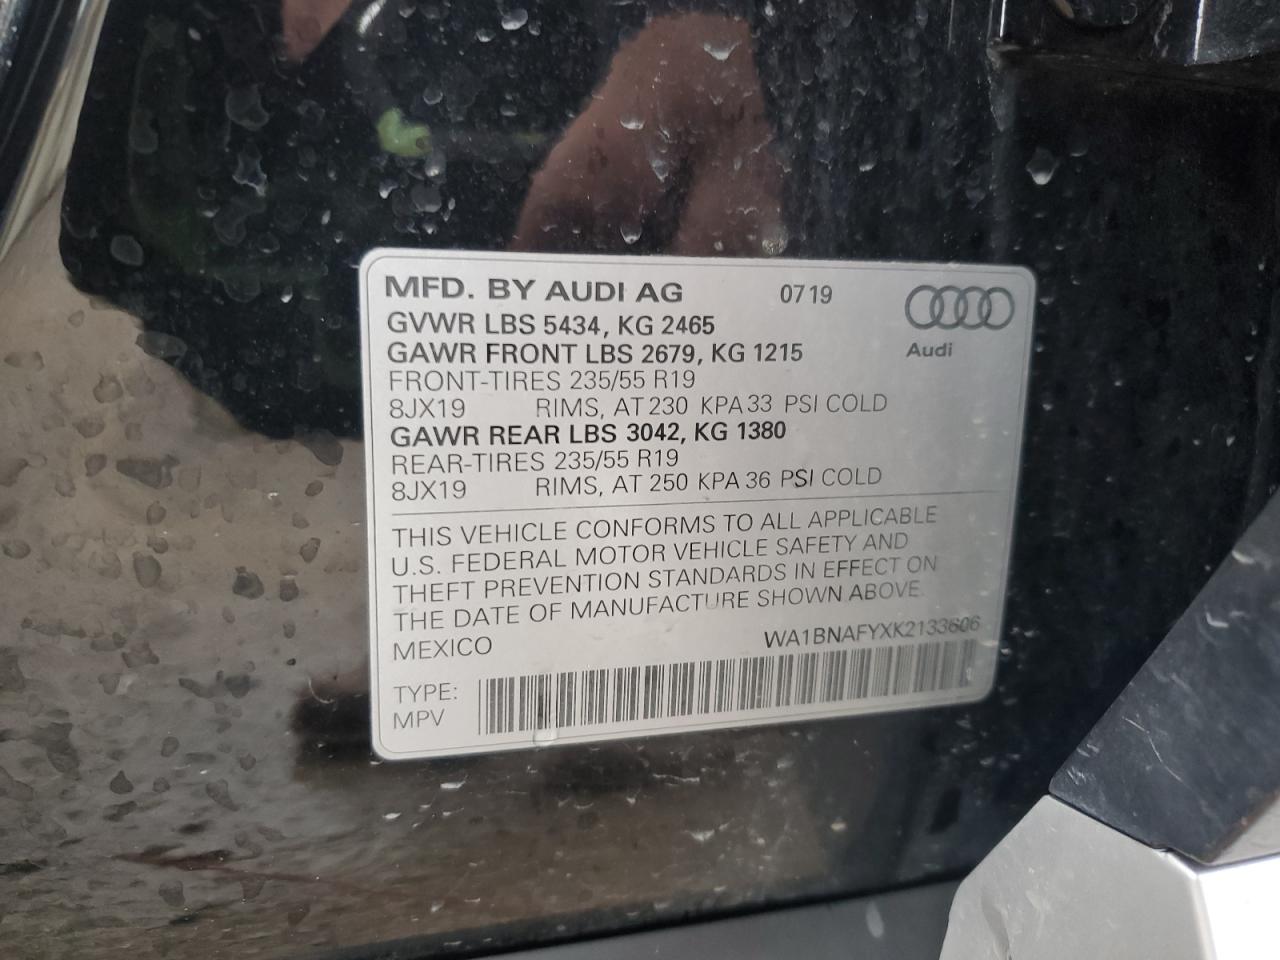 MFD. BY AUDI AG 0719
GVWR LBS 5434, KG 2465
GAWR FRONT LBS 2679, KG 1215
Audi
FRONT-TIRES 235/55 R19
8JX19 RIMS, AT 230 KPA 33 PSI COLD
GAWR REAR LBS 3042, KG 1380
REAR-TIRES 235/55 R19
8JX19 RIMS, AT 250 KPA 36 PSI COLD
THIS VEHICLE CONFORMS TO ALL APPLICABLE
U.S. FEDERAL MOTOR VEHICLE SAFETY AND
THEFT PREVENTION STANDARDS IN EFFECT ON
THE DATE OF MANUFACTURE SHOWN ABOVE.
MEXICO WA1BNAFYXK2133606
TYPE:
MPV